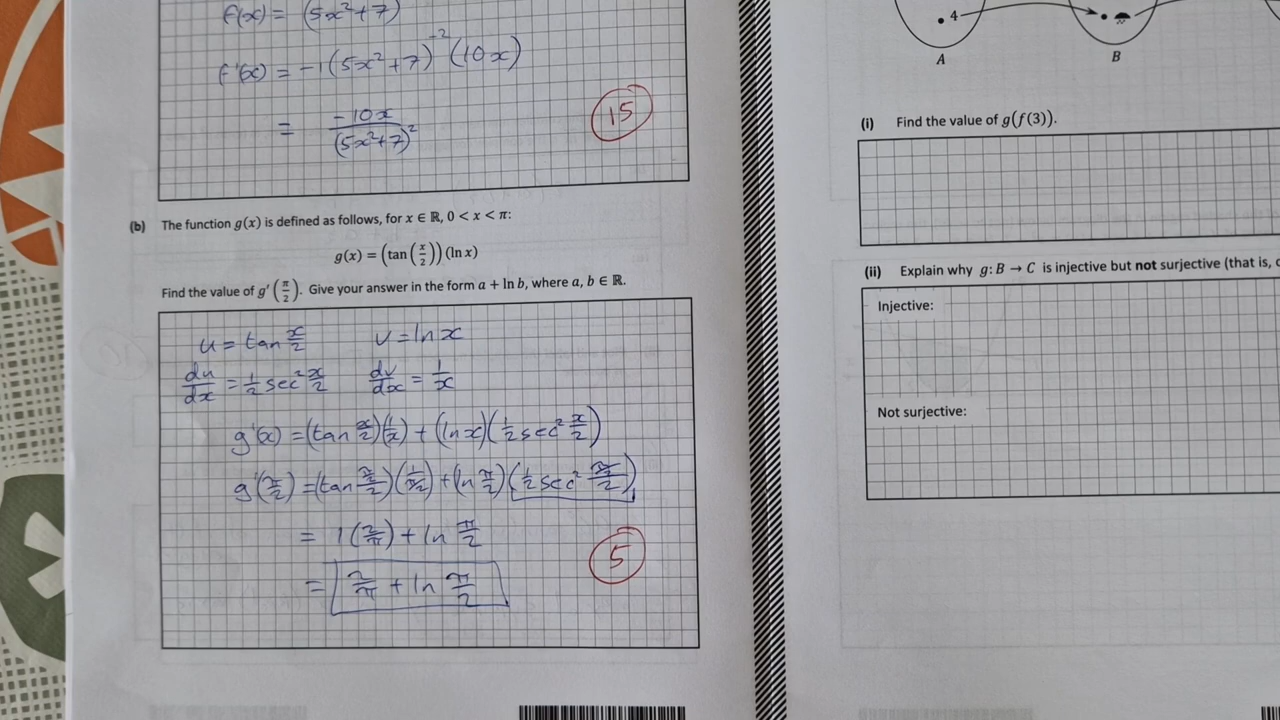 f(x) = (5x²+7)
f'(x) = -1(5x²+7)⁻² (10x)
= -10x / (5x²+7)²
15
(b) The function g(x) is defined as follows, for x ∈ ℝ, 0 < x < π:
g(x) = (tan(x/2)) (ln x)
Find the value of g′(π/2). Give your answer in the form a + ln b, where a, b ∈ ℝ.
u = tan x/2 v = ln x
du/dx = 1/2 sec² x/2 dv/dx = 1/x
g'(x) = (tan x/2)(1/x) + (ln x)(1/2 sec² x/2)
g'(π/2) = (tan π/2/2)(1/π/2) + (ln π/2)(1/2 sec² π/2/2)
= 1(2/π) + ln π/2
= 2/π + ln π/2
5
4
A B
(i) Find the value of g(f(3)).
(ii) Explain why g: B → C is injective but not surjective (that is,
Injective:
Not surjective: